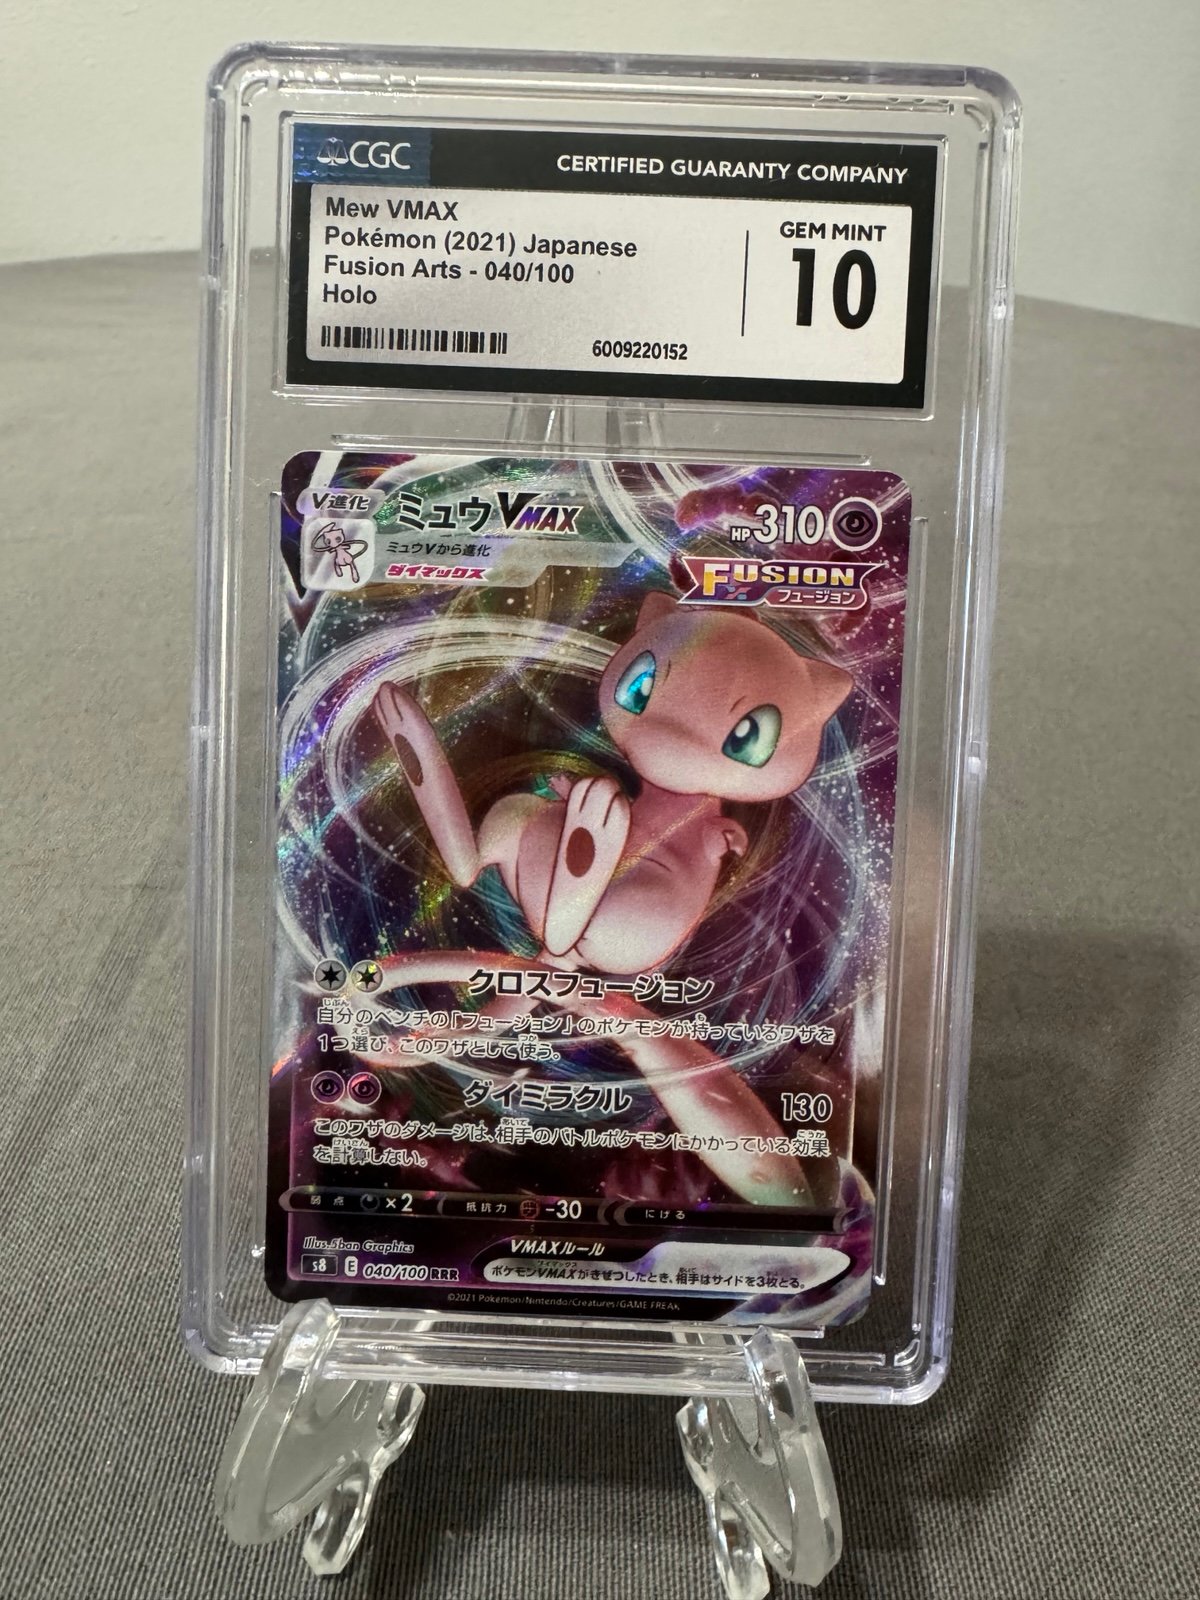 CGC
CERTIFIED GUARANTY COMPANY
Mew VMAX
Pokémon (2021) Japanese
Fusion Arts - 040/100
Holo
GEM MINT
10
6009220152
V進化
ミュウVMAX
HP310
ミュウVから進化
ダイマックス
FUSION
フュージョン
クロスフュージョン
自分のベンチの「フュージョン」のポケモンが持っているワザを
1つ選び、このワザとして使う。
ダイミラクル 130
このワザのダメージは、相手のバトルポケモンにかかっている効果
を計算しない。
弱点 ×2 抵抗力 -30 にげる
Illus. 5ban Graphics
VMAXルール
s8 E 040/100 RRR
ポケモンVMAXがきぜつしたとき、相手はサイドを3枚とる。
©2021 Pokémon/Nintendo/Creatures/GAME FREAK